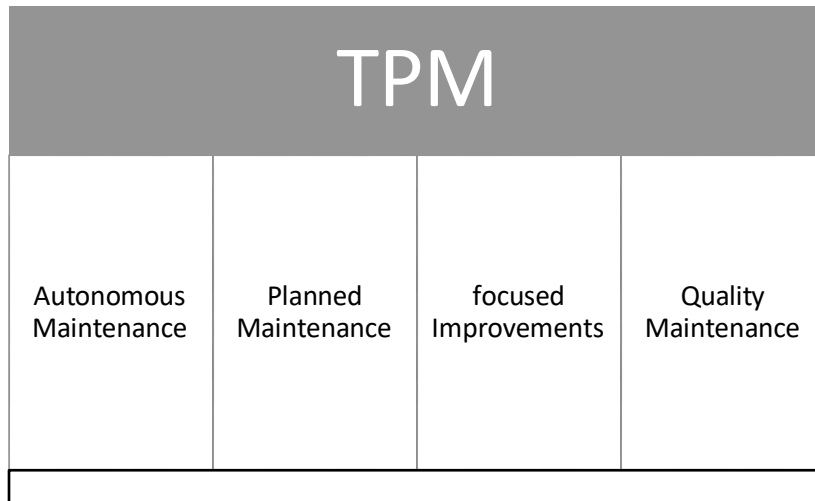 TPM
Autonomous
Maintenance
Planned
Maintenance
focused
Improvements
Quality
Maintenance